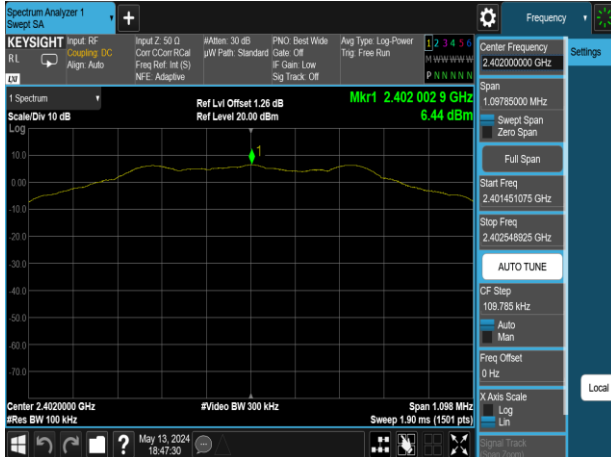 Spectrum Analyzer 1
Swept SA
+
Frequency
KEYSIGHT
RL
Input: RF
Coupling: DC
Align: Auto
Input Z: 50 Ω
Corr CCorr RCal
Freq Ref: Int (S)
NFE: Adaptive
#Atten: 30 dB
µW Path: Standard
PNO: Best Wide
Gate: Off
IF Gain: Low
Sig Track: Off
Avg Type: Log-Power
Trig: Free Run
1 2 3 4 5 6
M W W W W W
P N N N N N
1 Spectrum
Scale/Div 10 dB
Log
Ref Lvl Offset 1.26 dB
Ref Level 20.00 dBm
Mkr1 2.402 002 9 GHz
6.44 dBm
1
10.0
0.00
-10.0
-20.0
-30.0
-40.0
-50.0
-60.0
-70.0
Center 2.4020000 GHz
#Res BW 100 kHz
#Video BW 300 kHz
Span 1.098 MHz
Sweep 1.90 ms (1501 pts)
?
May 13, 2024
18:47:30
Center Frequency
2.402000000 GHz
Span
1.09785000 MHz
Swept Span
Zero Span
Full Span
Start Freq
2.401451075 GHz
Stop Freq
2.402548925 GHz
AUTO TUNE
CF Step
109.785 kHz
Auto
Man
Freq Offset
0 Hz
X Axis Scale
Log
Lin
Signal Track
(Span Zoom)
Settings
Local